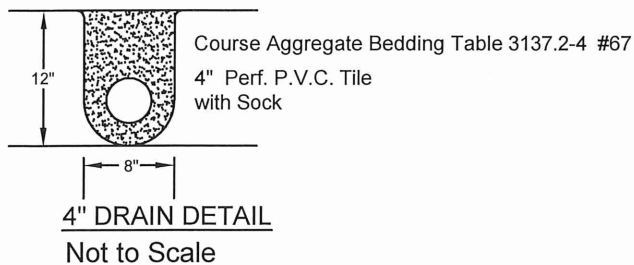 Course Aggregate Bedding Table 3137.2-4 #67
12"
4" Perf. P.V.C. Tile
with Sock
8"
4" DRAIN DETAIL
Not to Scale